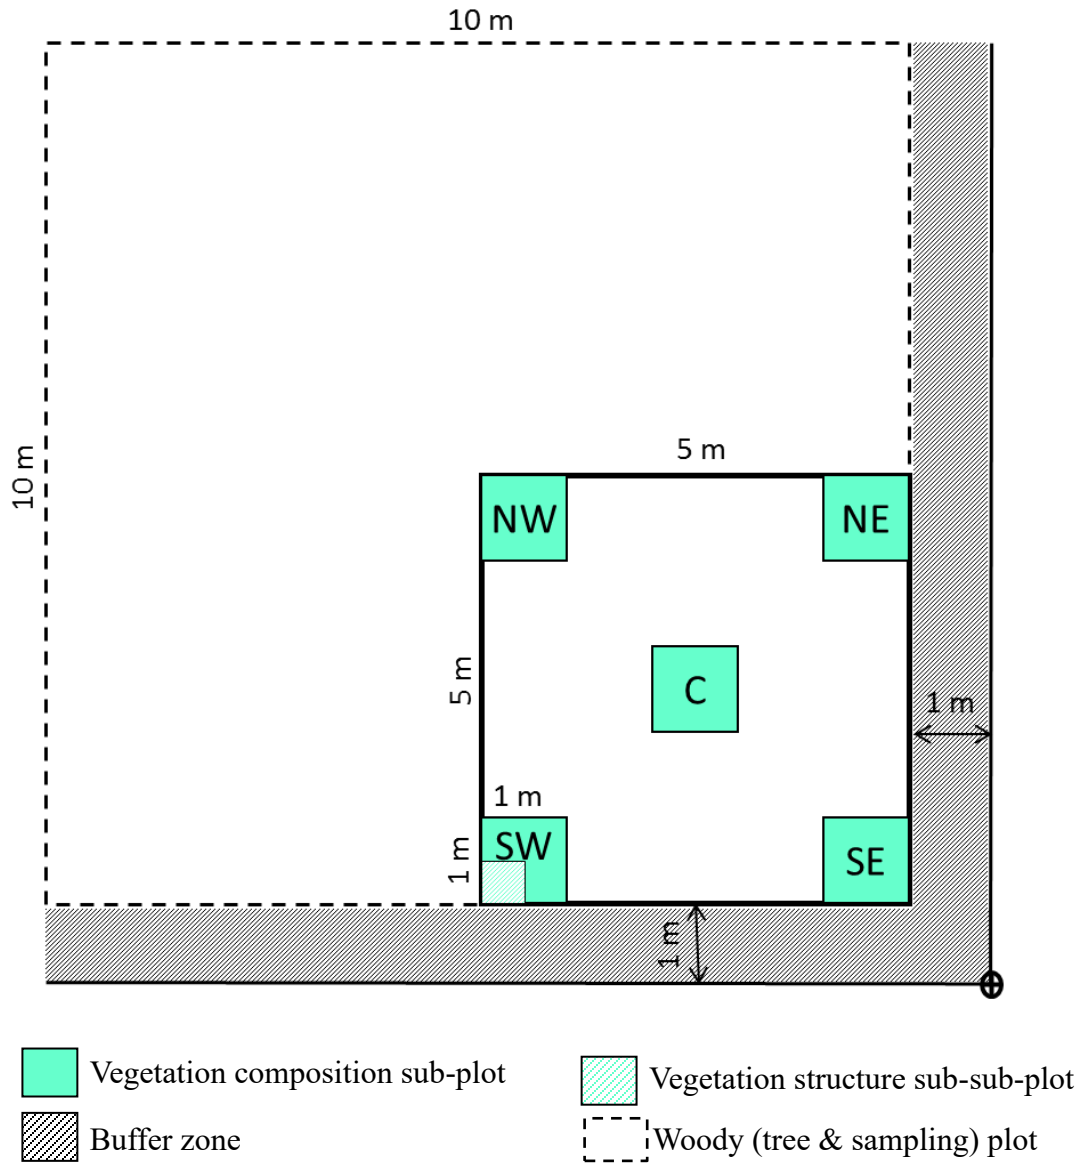 10 m
10 m
5 m
NW
NE
5 m
C
1 m
1 m
SW
1 m
SE
1 m
Vegetation composition sub-plot
Vegetation structure sub-sub-plot
Buffer zone
Woody (tree & sampling) plot